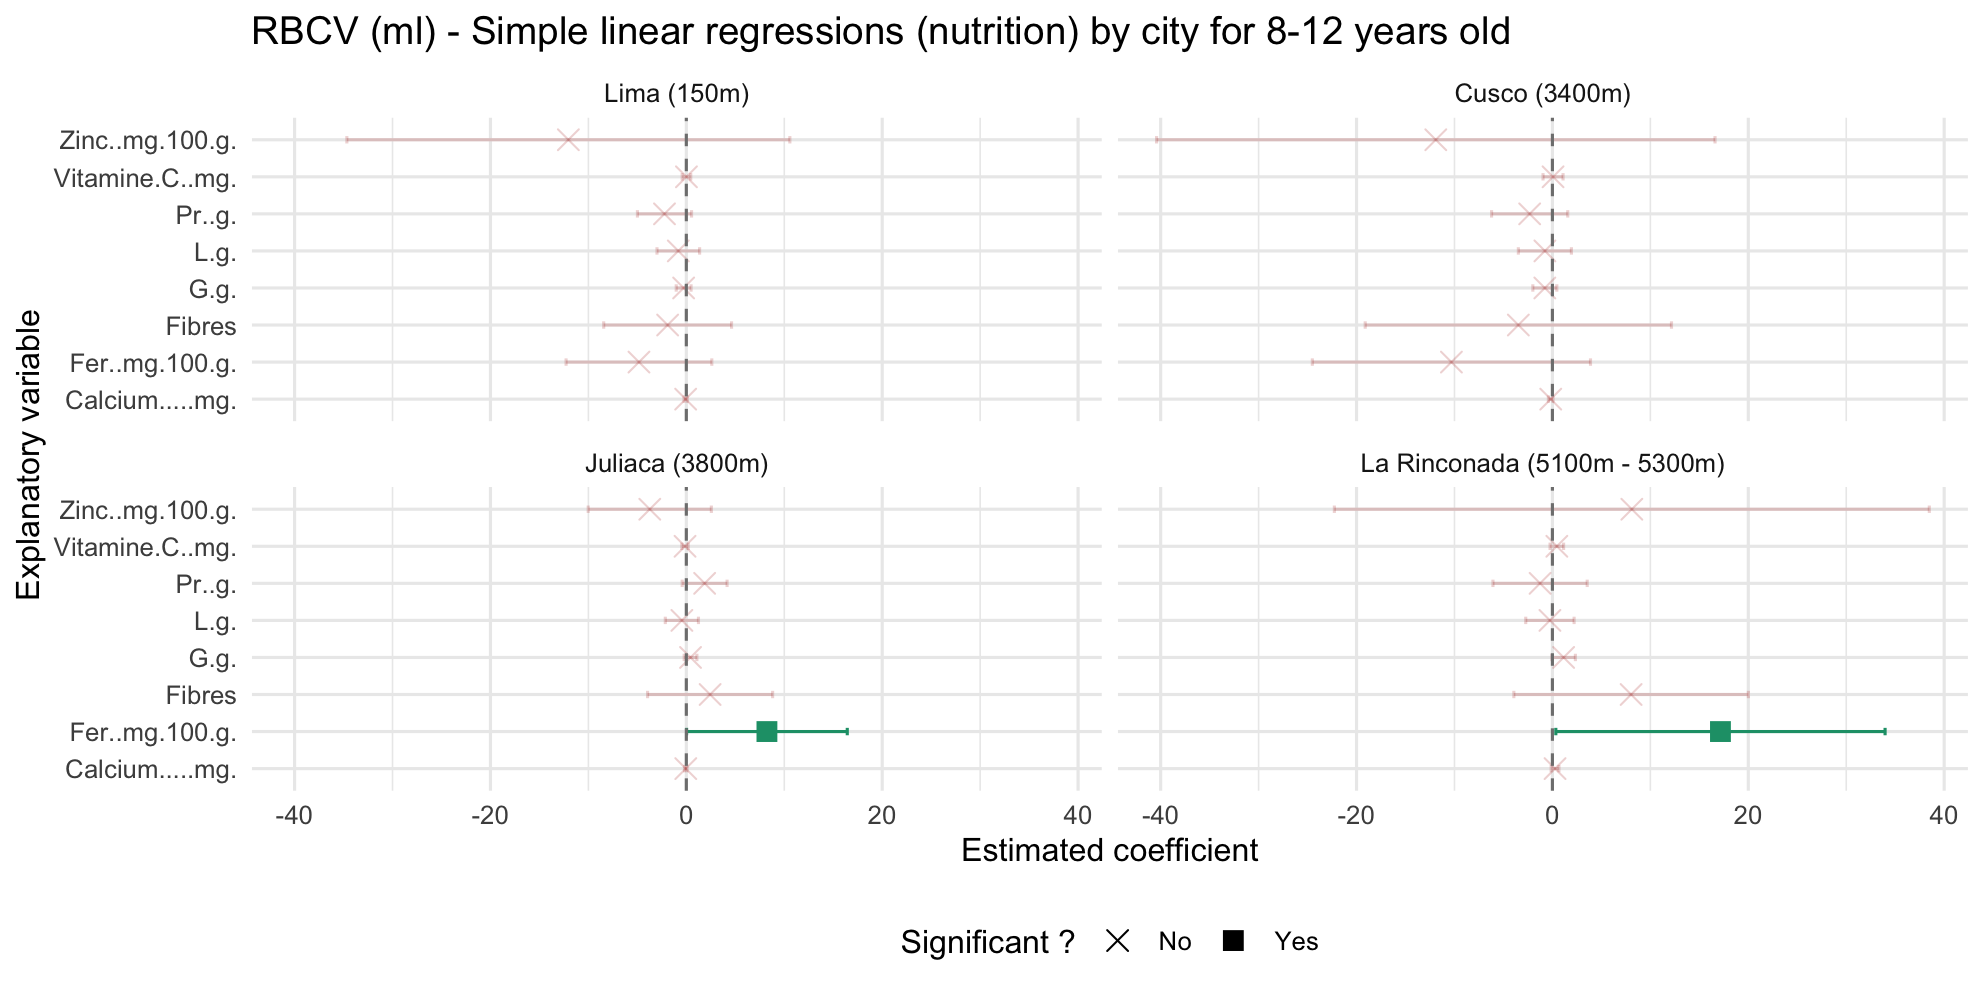 RBCV (ml) - Simple linear regressions (nutrition) by city for 8-12 years old
Lima (150m)
Cusco (3400m)
Zinc..mg.100.g.
Vitamine.C..mg.
Pr..g.
L.g.
G.g.
Fibres
Fer..mg.100.g.
Calcium.....mg.
Explanatory variable
Juliaca (3800m)
La Rinconada (5100m - 5300m)
Zinc..mg.100.g.
Vitamine.C..mg.
Pr..g.
L.g.
G.g.
Fibres
Fer..mg.100.g.
Calcium.....mg.
-40 -20 0 20 40 -40 -20 0 20 40
Estimated coefficient
Significant ? No Yes